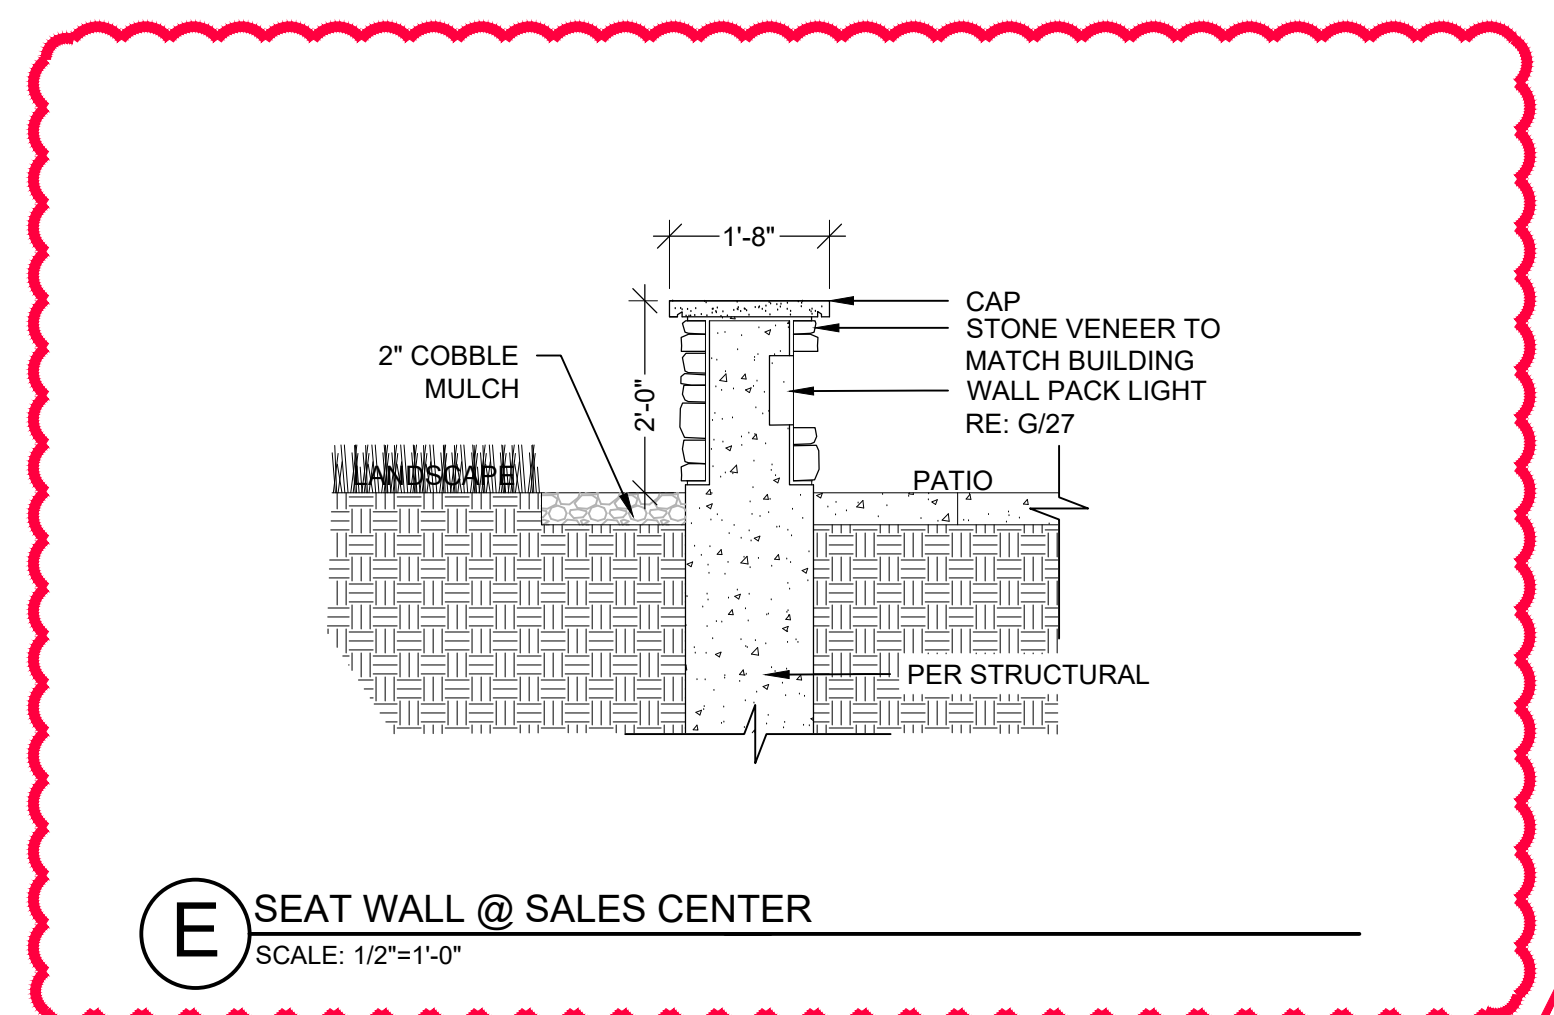 1'-8"
CAP
STONE VENEER TO
MATCH BUILDING
WALL PACK LIGHT
RE: G/27
2" COBBLE
MULCH
2'-0"
LANDSCAPE
PATIO
PER STRUCTURAL
E
SEAT WALL @ SALES CENTER
SCALE: 1/2"=1'-0"